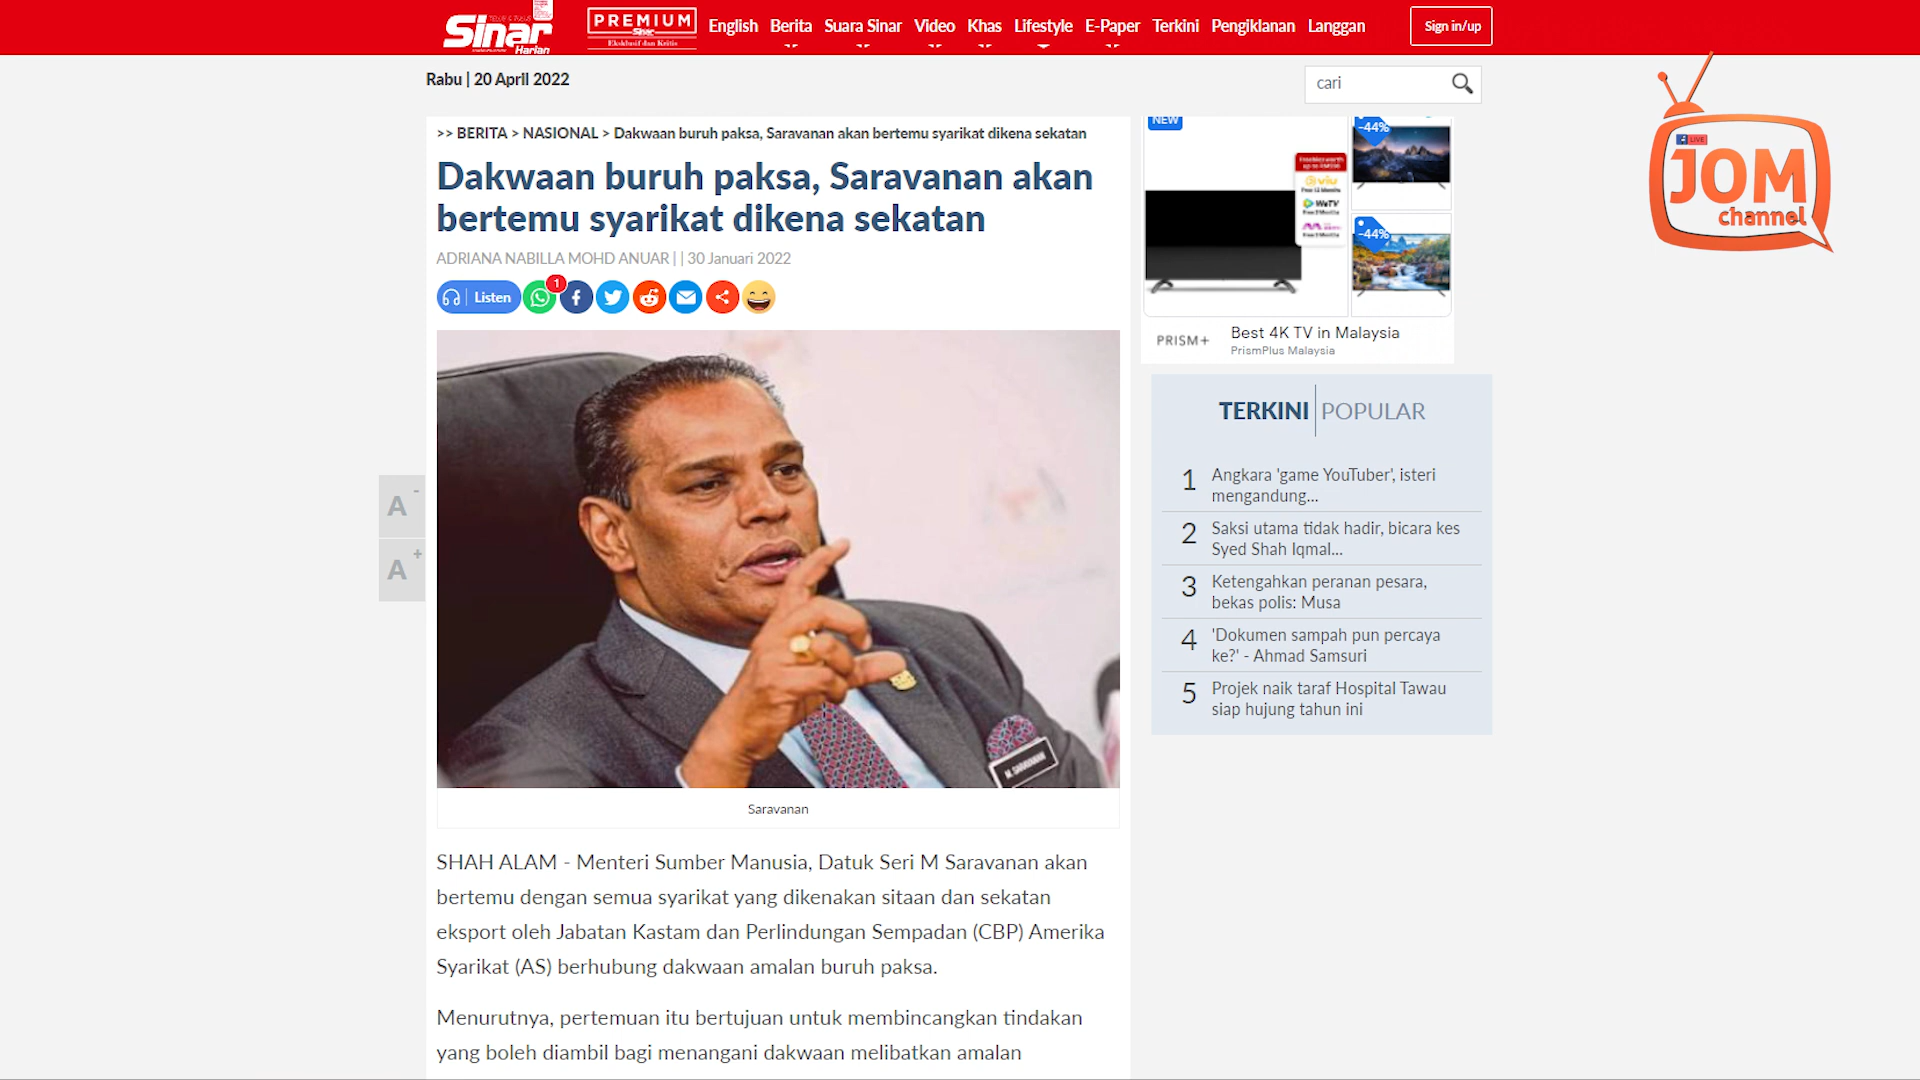 Sinar
Harian
PREMIUM
Sinar
Eksklusif dan Kritis
English Berita Suara Sinar Video Khas Lifestyle E-Paper Terkini Pengiklanan Langgan
Sign in/up
Rabu | 20 April 2022
cari
LIVE
JOM
channel
>> BERITA > NASIONAL > Dakwaan buruh paksa, Saravanan akan bertemu syarikat dikena sekatan
Dakwaan buruh paksa, Saravanan akan
bertemu syarikat dikena sekatan
ADRIANA NABILLA MOHD ANUAR | | 30 Januari 2022
Listen
1
NEW
-44%
viu
WeTV
-44%
PRISM+
Best 4K TV in Malaysia
PrismPlus Malaysia
TERKINI POPULAR
1 Angkara 'game YouTuber', isteri
mengandung...
2 Saksi utama tidak hadir, bicara kes
Syed Shah Iqmal...
3 Ketengahkan peranan pesara,
bekas polis: Musa
4 'Dokumen sampah pun percaya
ke?' - Ahmad Samsuri
5 Projek naik taraf Hospital Tawau
siap hujung tahun ini
A -
A +
M. SARAVANAN
Saravanan
SHAH ALAM - Menteri Sumber Manusia, Datuk Seri M Saravanan akan
bertemu dengan semua syarikat yang dikenakan sitaan dan sekatan
eksport oleh Jabatan Kastam dan Perlindungan Sempadan (CBP) Amerika
Syarikat (AS) berhubung dakwaan amalan buruh paksa.
Menurutnya, pertemuan itu bertujuan untuk membincangkan tindakan
yang boleh diambil bagi menangani dakwaan melibatkan amalan